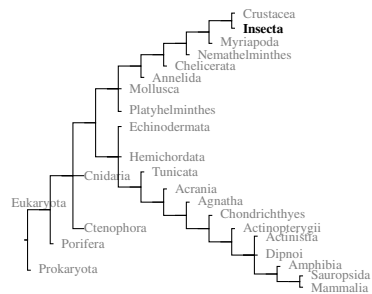 Crustacea
Insecta
Myriapoda
Nemathelminthes
Chelicerata
Annelida
Mollusca
Platyhelminthes
Echinodermata
Hemichordata
Tunicata
Cnidaria
Acrania
Agnatha
Eukaryota
Chondrichthyes
Ctenophora
Actinopterygii
Actinistia
Porifera
Dipnoi
Amphibia
Prokaryota
Sauropsida
Mammalia